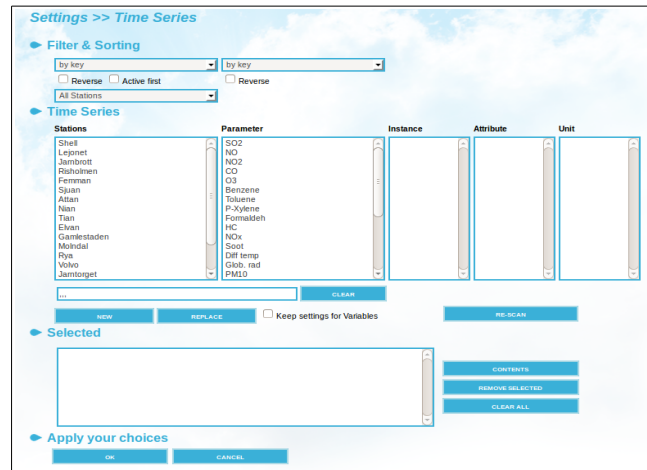 Settings >> Time Series
Filter & Sorting
by key by key
Reverse Active first Reverse
All Stations
Time Series
Stations Parameter Instance Attribute Unit
Shell SO2
Lejonet NO
Jarnbrott NO2
Risholmen CO
Femman O3
Sjuan Benzene
Attan Toluene
Nian P-Xylene
Tian Formaldeh
Elvan HC
Gamlestaden NOx
Molndal Soot
Rya Diff temp
Volvo Glob. rad
Jarntorget PM10
,,, CLEAR
NEW REPLACE Keep settings for Variables RE-SCAN
Selected
CONTENTS
REMOVE SELECTED
CLEAR ALL
Apply your choices
OK CANCEL